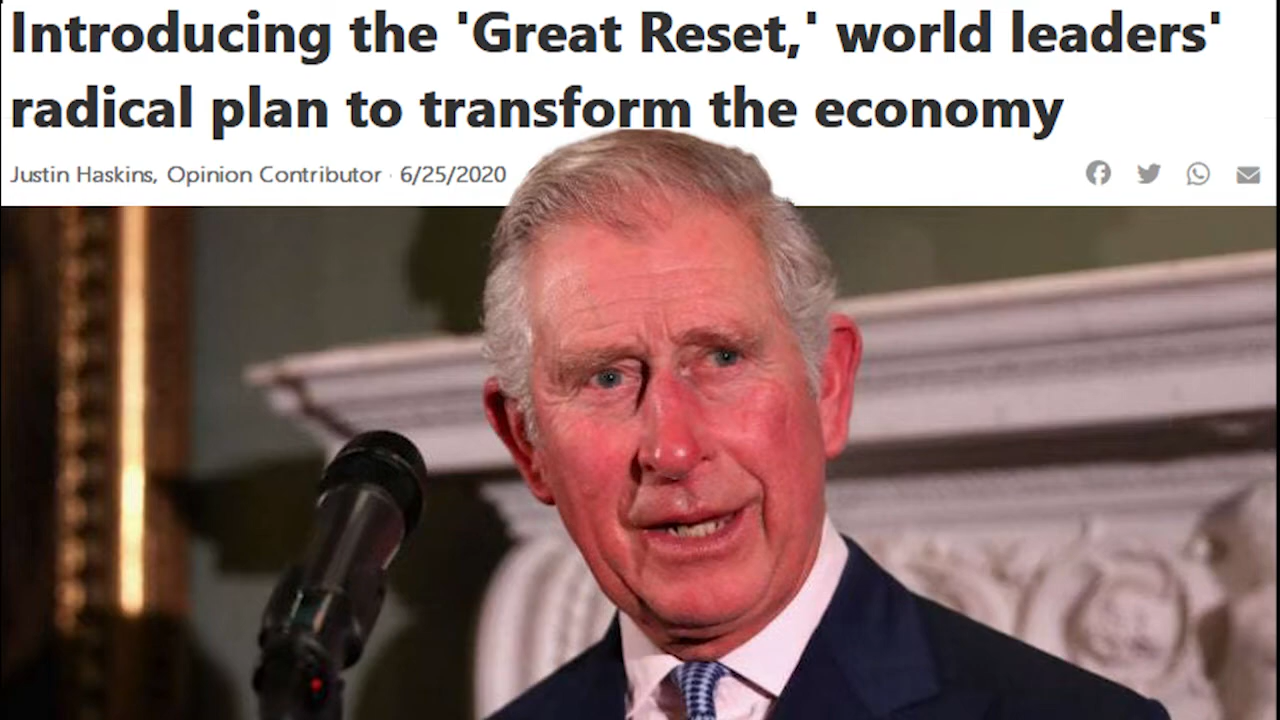 Introducing the 'Great Reset,' world leaders'
radical plan to transform the economy
Justin Haskins, Opinion Contributor · 6/25/2020